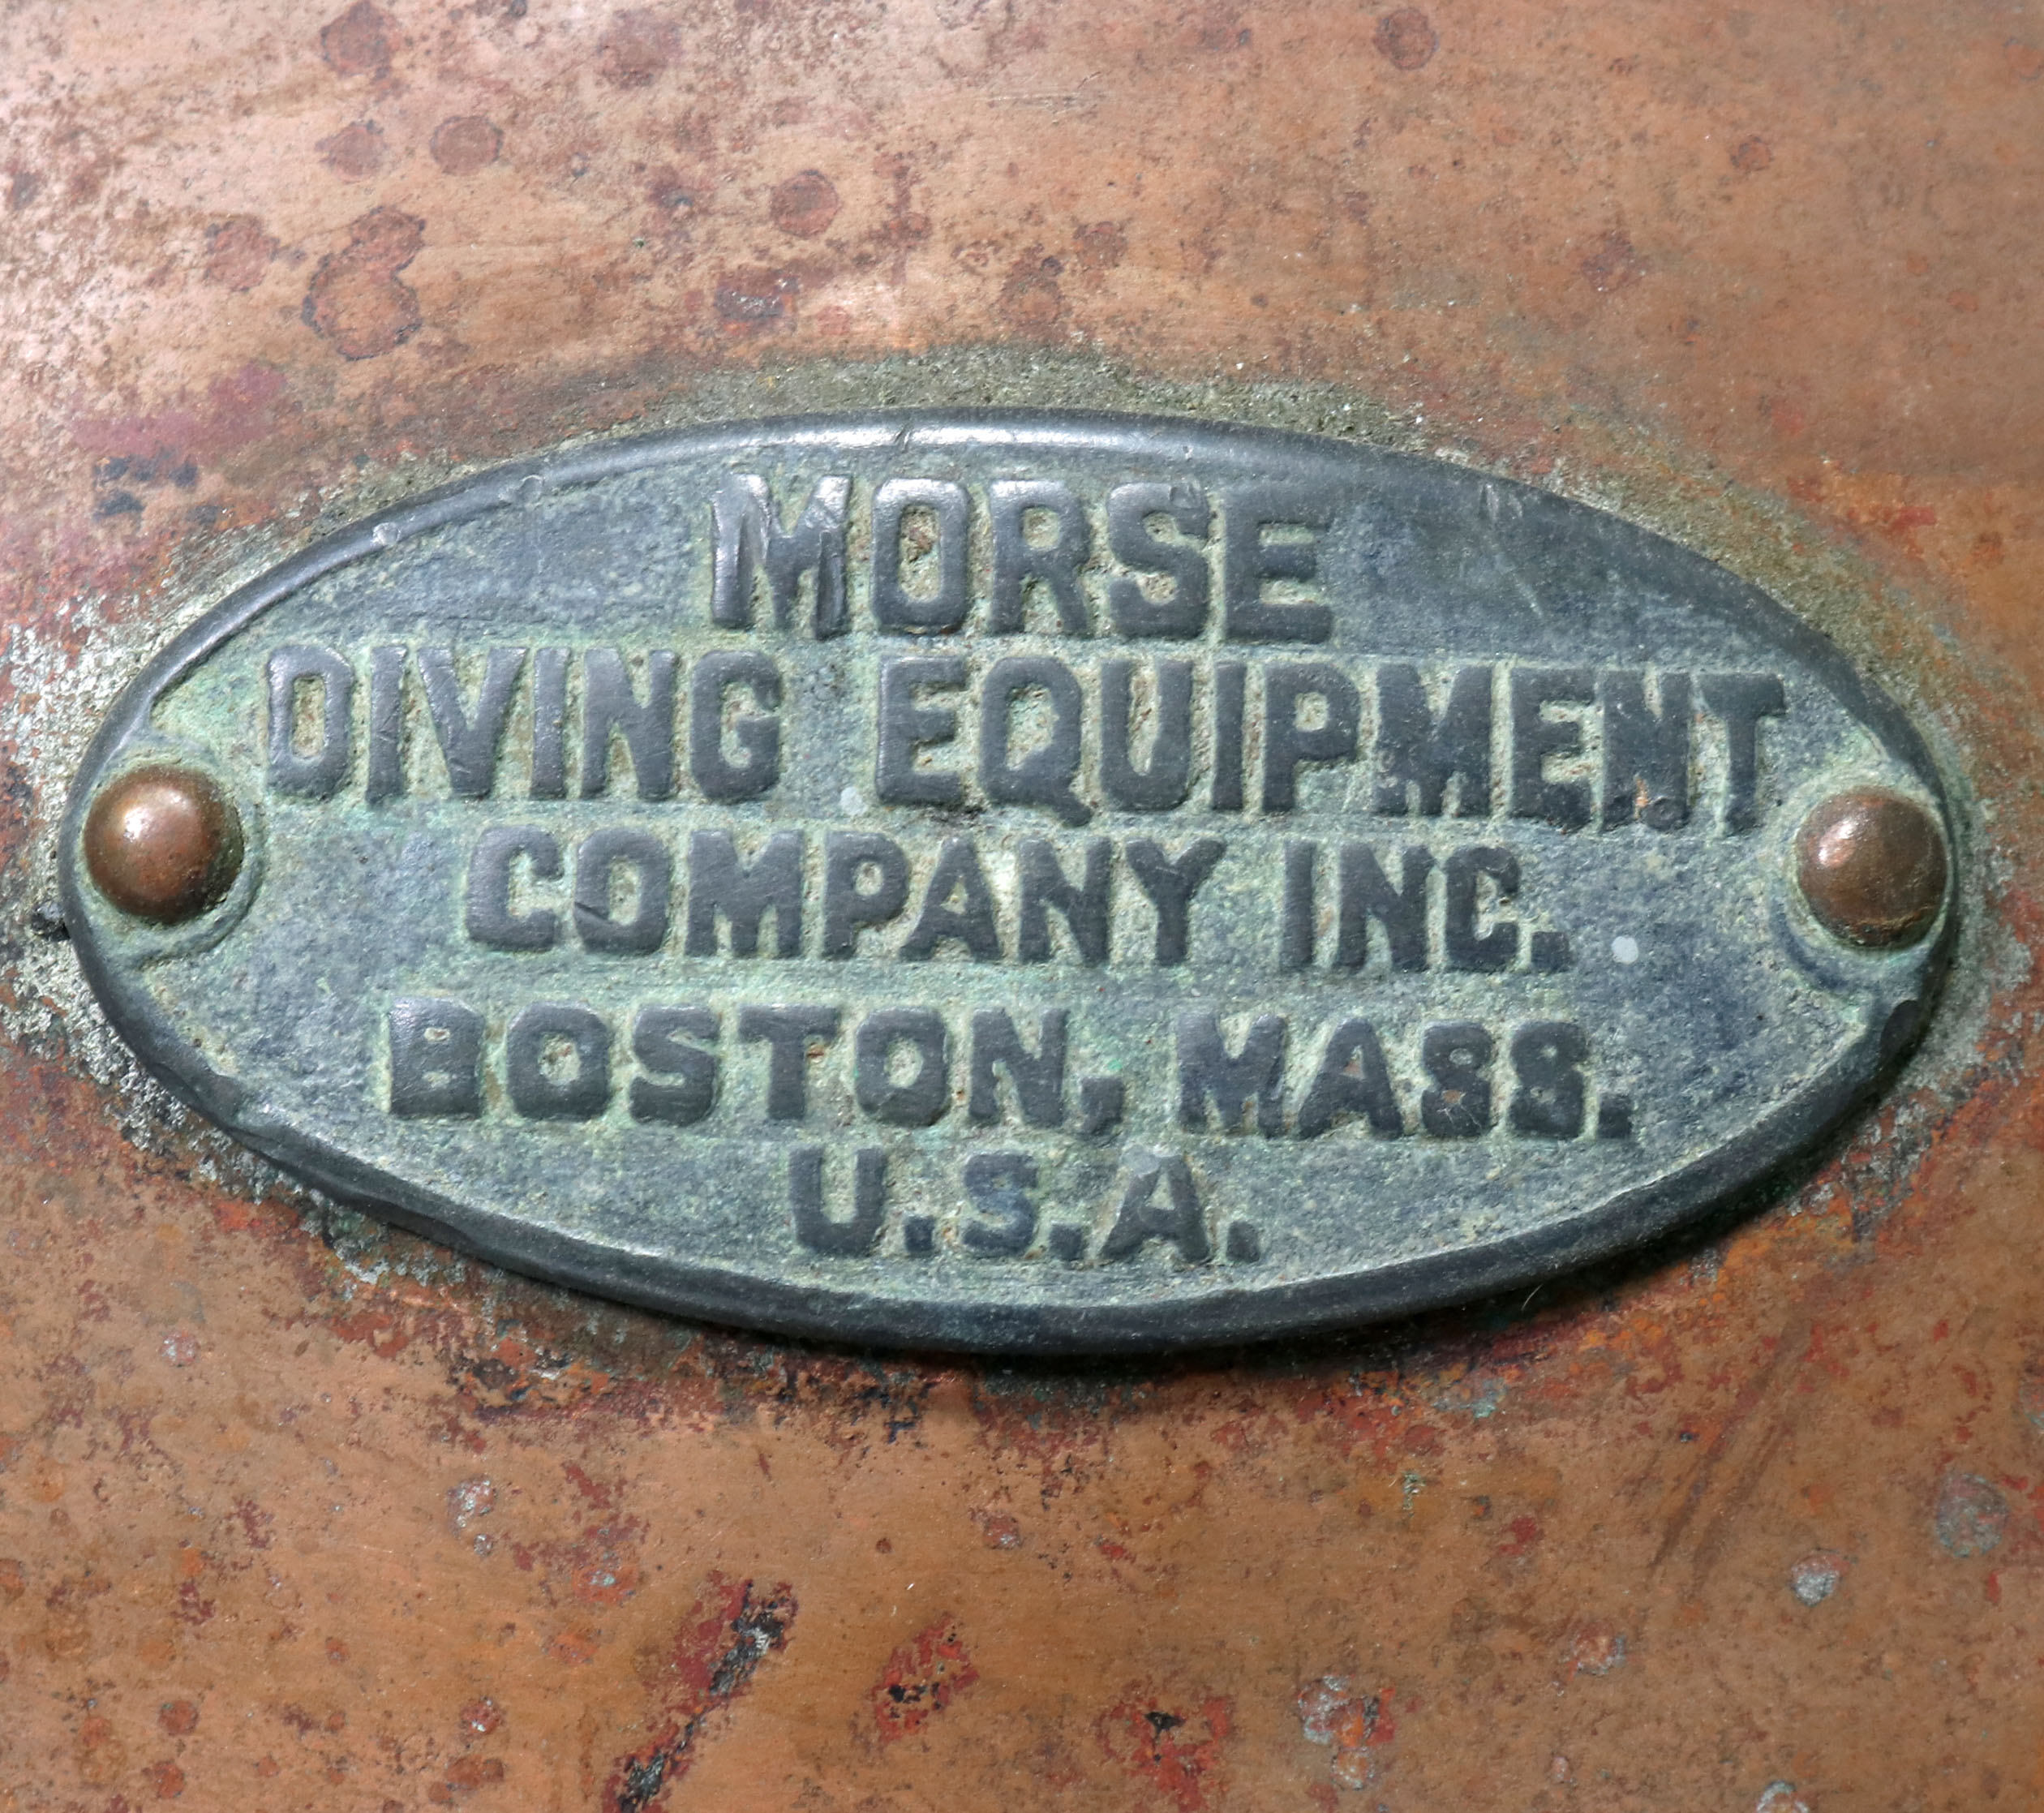 MORSE
DIVING EQUIPMENT
COMPANY INC.
BOSTON, MASS.
U.S.A.